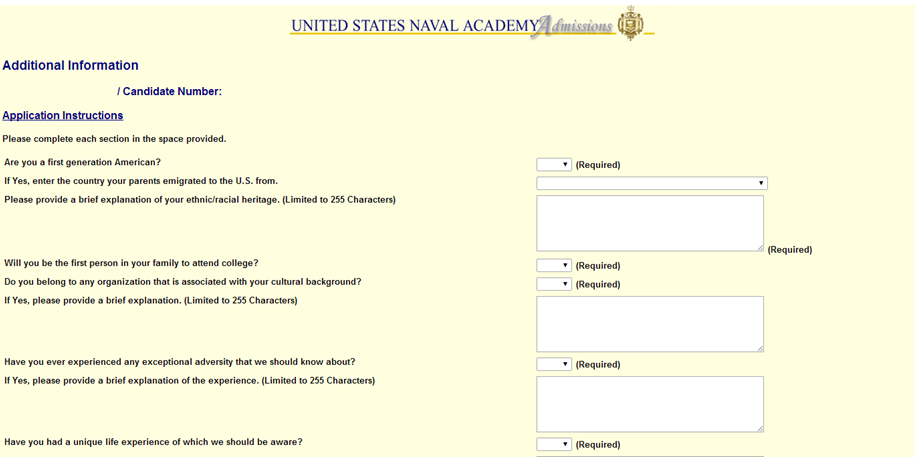 UNITED STATES NAVAL ACADEMY Admissions
Additional Information
/ Candidate Number:
Application Instructions
Please complete each section in the space provided.
Are you a first generation American? (Required)
If Yes, enter the country your parents emigrated to the U.S. from.
Please provide a brief explanation of your ethnic/racial heritage. (Limited to 255 Characters)
(Required)
Will you be the first person in your family to attend college? (Required)
Do you belong to any organization that is associated with your cultural background? (Required)
If Yes, please provide a brief explanation. (Limited to 255 Characters)
Have you ever experienced any exceptional adversity that we should know about? (Required)
If Yes, please provide a brief explanation of the experience. (Limited to 255 Characters)
Have you had a unique life experience of which we should be aware? (Required)